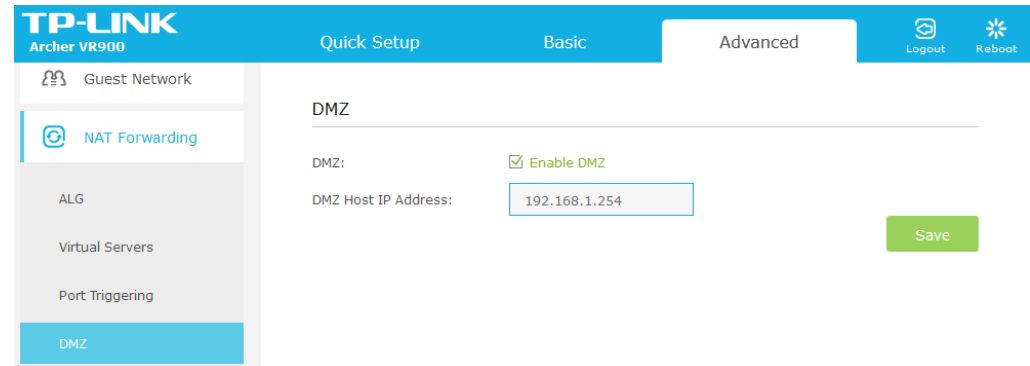 TP-LINK
Archer VR900
Quick Setup
Basic
Advanced
Logout
Reboot
Guest Network
NAT Forwarding
ALG
Virtual Servers
Port Triggering
DMZ
DMZ
DMZ:
Enable DMZ
DMZ Host IP Address:
192.168.1.254
Save